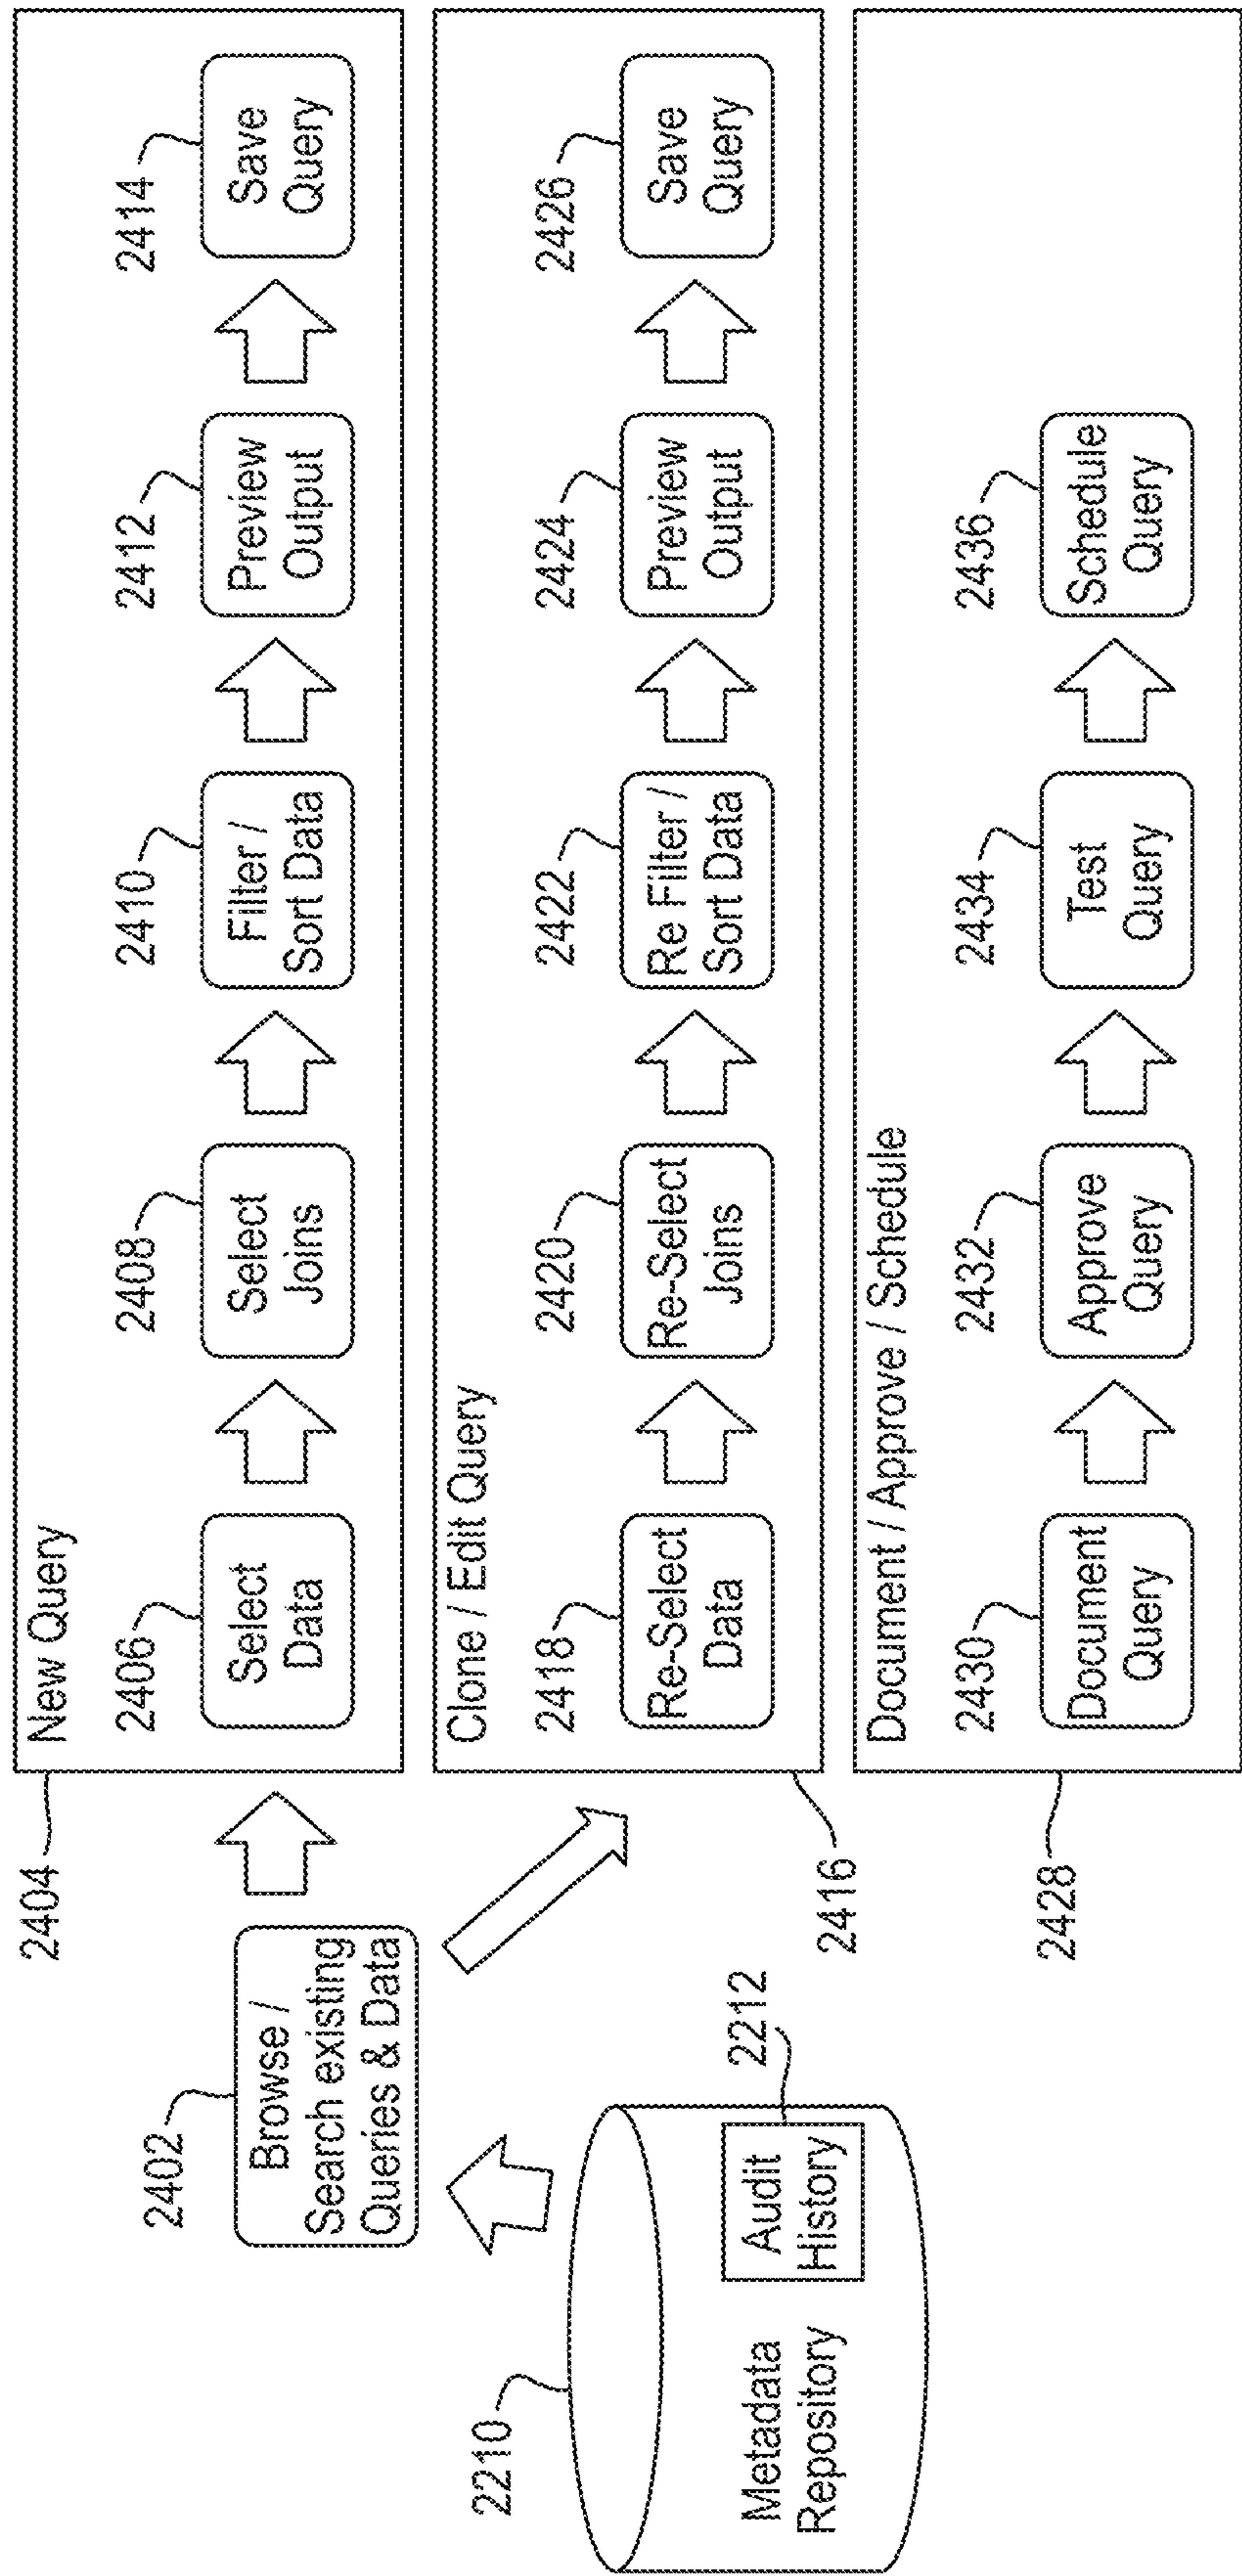 2404
New Query
2406
Select
Data
2408
Select
Joins
2410
Filter /
Sort Data
2412
Preview
Output
2414
Save
Query
2402
Browse /
Search existing
Queries & Data
2416
Clone / Edit Query
2418
Re-Select
Data
2420
Re-Select
Joins
2422
Re Filter /
Sort Data
2424
Preview
Output
2426
Save
Query
2210
Metadata
Repository
2212
Audit
History
2428
Document / Approve / Schedule
2430
Document
Query
2432
Approve
Query
2434
Test
Query
2436
Schedule
Query